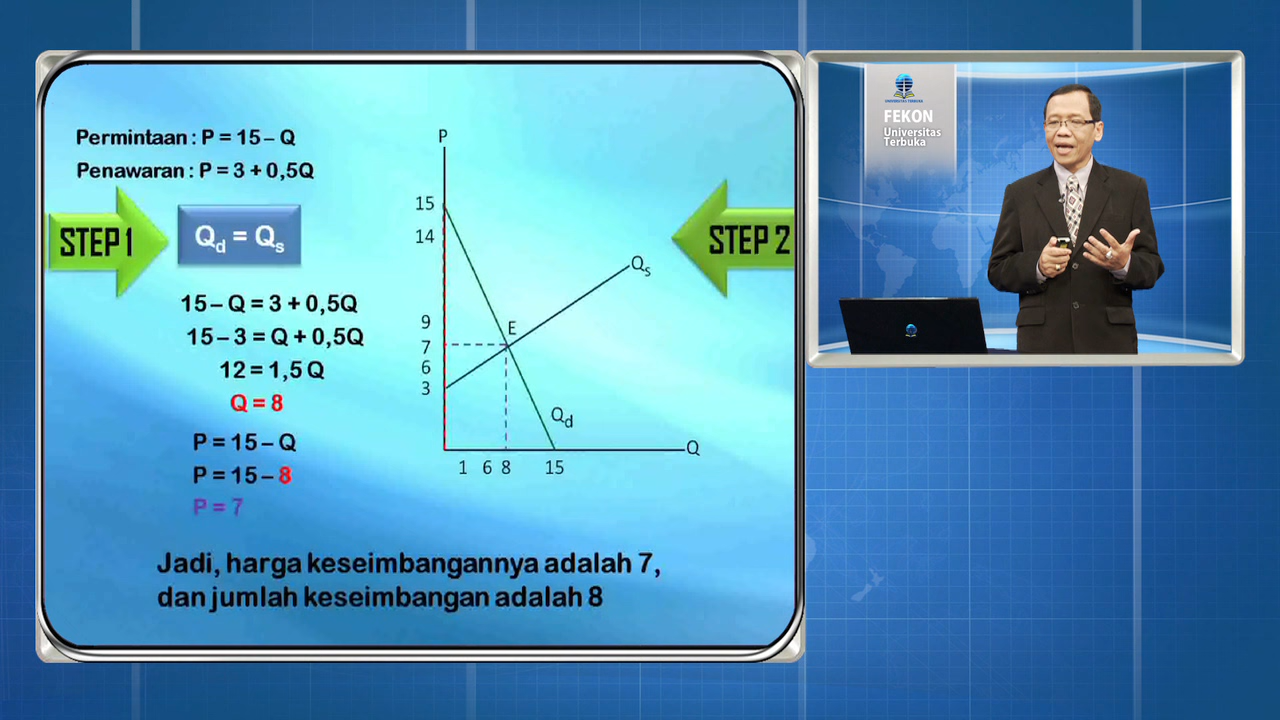 Permintaan : P = 15 – Q
Penawaran : P = 3 + 0,5Q
STEP 1
Qd = Qs
15 – Q = 3 + 0,5Q
15 – 3 = Q + 0,5Q
12 = 1,5 Q
Q = 8
P = 15 – Q
P = 15 – 8
P = 7
P
15
14
9
7
6
3
E
Qs
Qd
Q
1 6 8 15
STEP 2
Jadi, harga keseimbangannya adalah 7,
dan jumlah keseimbangan adalah 8
UNIVERSITAS TERBUKA
FEKON
Universitas
Terbuka